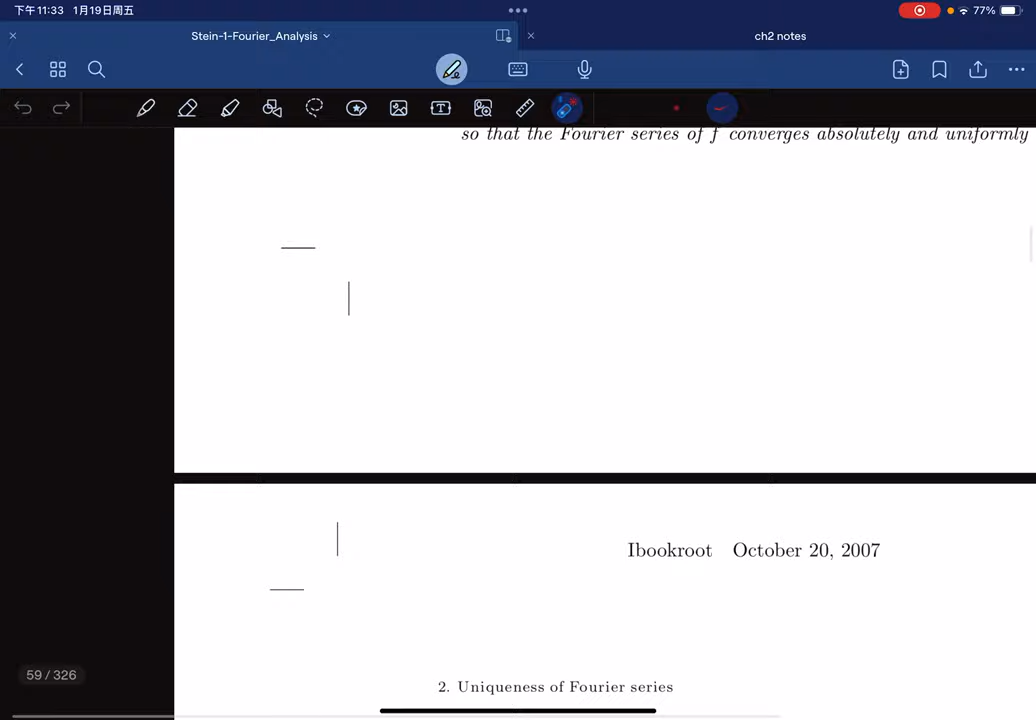 下午11:33 1月19日周五
77%
Stein-1-Fourier_Analysis
ch2 notes
so that the Fourier series of f converges absolutely and uniformly
Ibookroot October 20, 2007
59 / 326
2. Uniqueness of Fourier series